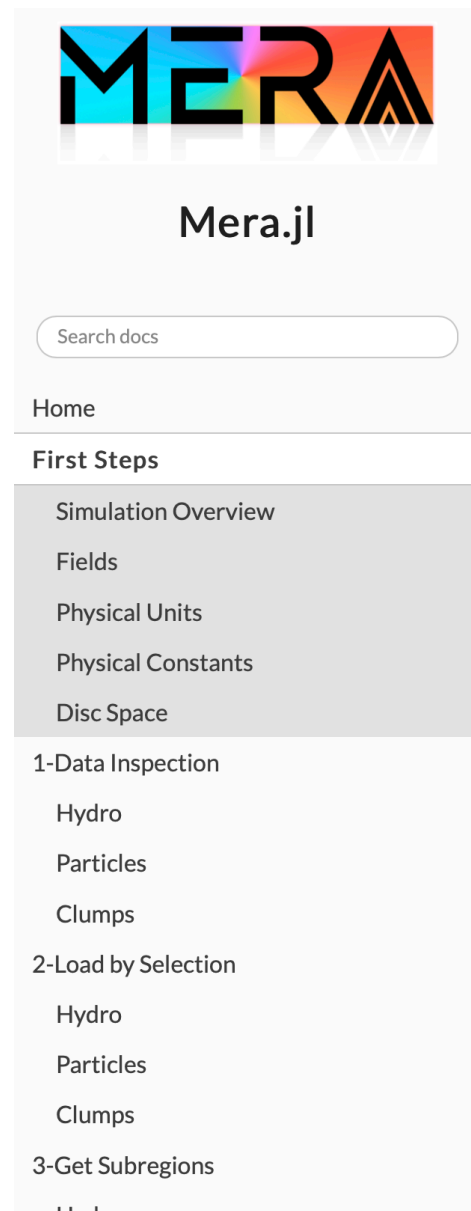 MERA
Mera.jl
Search docs
Home
First Steps
Simulation Overview
Fields
Physical Units
Physical Constants
Disc Space
1-Data Inspection
Hydro
Particles
Clumps
2-Load by Selection
Hydro
Particles
Clumps
3-Get Subregions